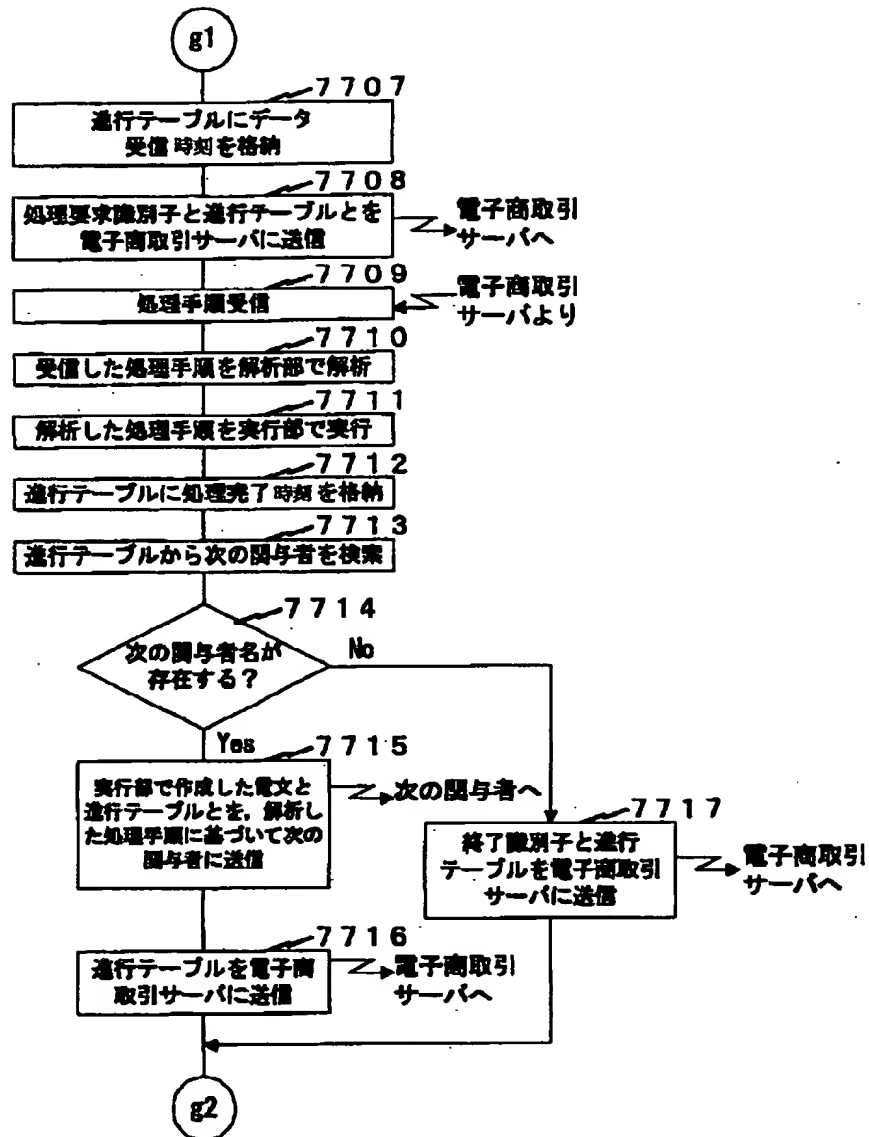 g1
7707
進行テーブルにデータ
受信時刻を格納
7708
処理要求識別子と進行テーブルとを
電子商取引サーバに送信
電子商取引
サーバへ
7709
処理手順受信
電子商取引
サーバより
7710
受信した処理手順を解析部で解析
7711
解析した処理手順を実行部で実行
7712
進行テーブルに処理完了時刻を格納
7713
進行テーブルから次の関与者を検索
7714
次の関与者名が
存在する？
No
Yes
7715
実行部で作成した電文と
進行テーブルとを，解析し
た処理手順に基づいて次の
関与者に送信
次の関与者へ
7717
終了識別子と進行
テーブルを電子商取引
サーバに送信
電子商取引
サーバへ
7716
進行テーブルを電子商
取引サーバに送信
電子商取引
サーバへ
g2